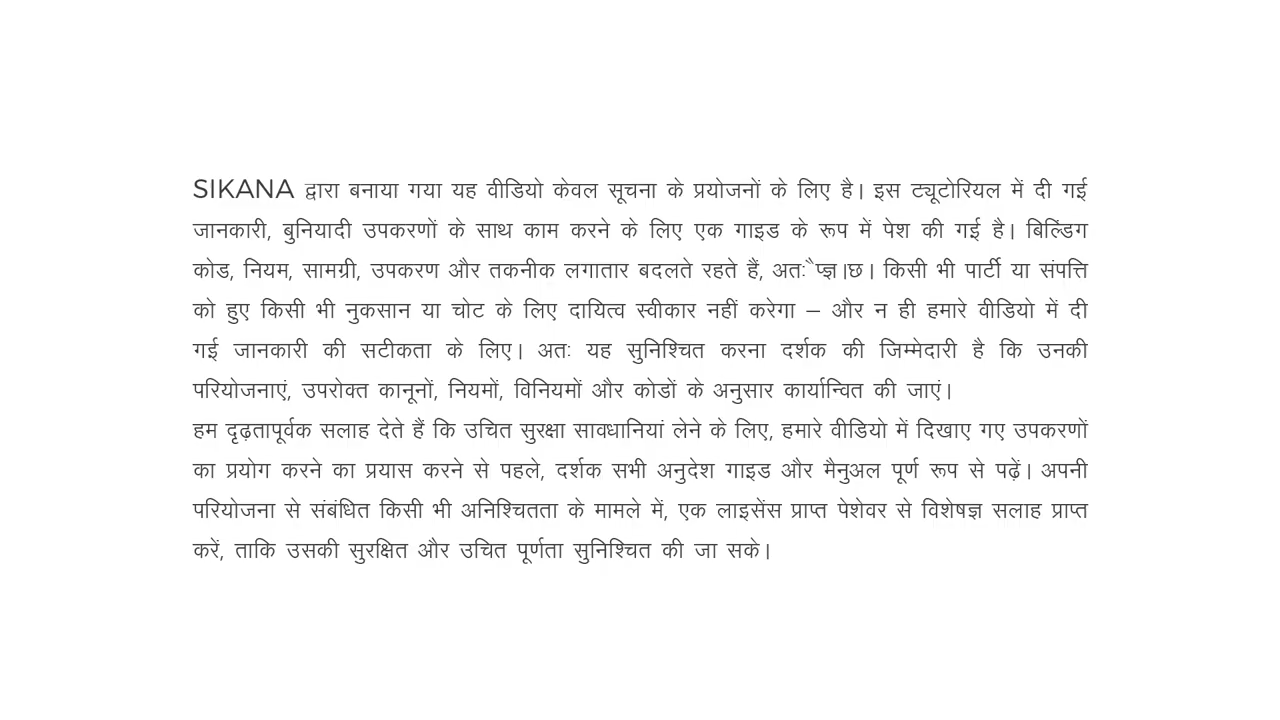 SIKANA द्वारा बनाया गया यह वीडियो केवल सूचना के प्रयोजनों के लिए है। इस ट्यूटोरियल में दी गई
जानकारी, बुनियादी उपकरणों के साथ काम करने के लिए एक गाइड के रूप में पेश की गई है। बिल्डिंग
कोड, नियम, सामग्री, उपकरण और तकनीक लगातार बदलते रहते हैं, अतःैप्ज्ञ।छ। किसी भी पार्टी या संपत्ति
को हुए किसी भी नुकसान या चोट के लिए दायित्व स्वीकार नहीं करेगा – और न ही हमारे वीडियो में दी
गई जानकारी की सटीकता के लिए। अतः यह सुनिश्चित करना दर्शक की जिम्मेदारी है कि उनकी
परियोजनाएं, उपरोक्त कानूनों, नियमों, विनियमों और कोडों के अनुसार कार्यान्वित की जाएं।
हम दृढ़तापूर्वक सलाह देते हैं कि उचित सुरक्षा सावधानियां लेने के लिए, हमारे वीडियो में दिखाए गए उपकरणों
का प्रयोग करने का प्रयास करने से पहले, दर्शक सभी अनुदेश गाइड और मैनुअल पूर्ण रूप से पढ़ें। अपनी
परियोजना से संबंधित किसी भी अनिश्चितता के मामले में, एक लाइसेंस प्राप्त पेशेवर से विशेषज्ञ सलाह प्राप्त
करें, ताकि उसकी सुरक्षित और उचित पूर्णता सुनिश्चित की जा सके।